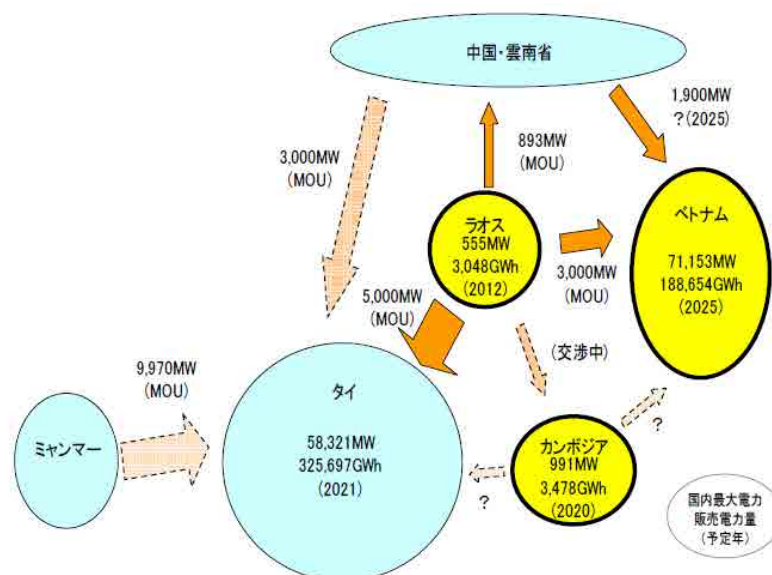 中国・雲南省
1,900MW
?(2025)
3,000MW
(MOU)
893MW
(MOU)
ラオス
555MW
3,048GWh
(2012)
ベトナム
71,153MW
188,654GWh
(2025)
3,000MW
(MOU)
5,000MW
(MOU)
(交渉中)
9,970MW
(MOU)
タイ
58,321MW
325,697GWh
(2021)
ミャンマー
カンボジア
991MW
3,478GWh
(2020)
?
?
国内最大電力
販売電力量
(予定年)